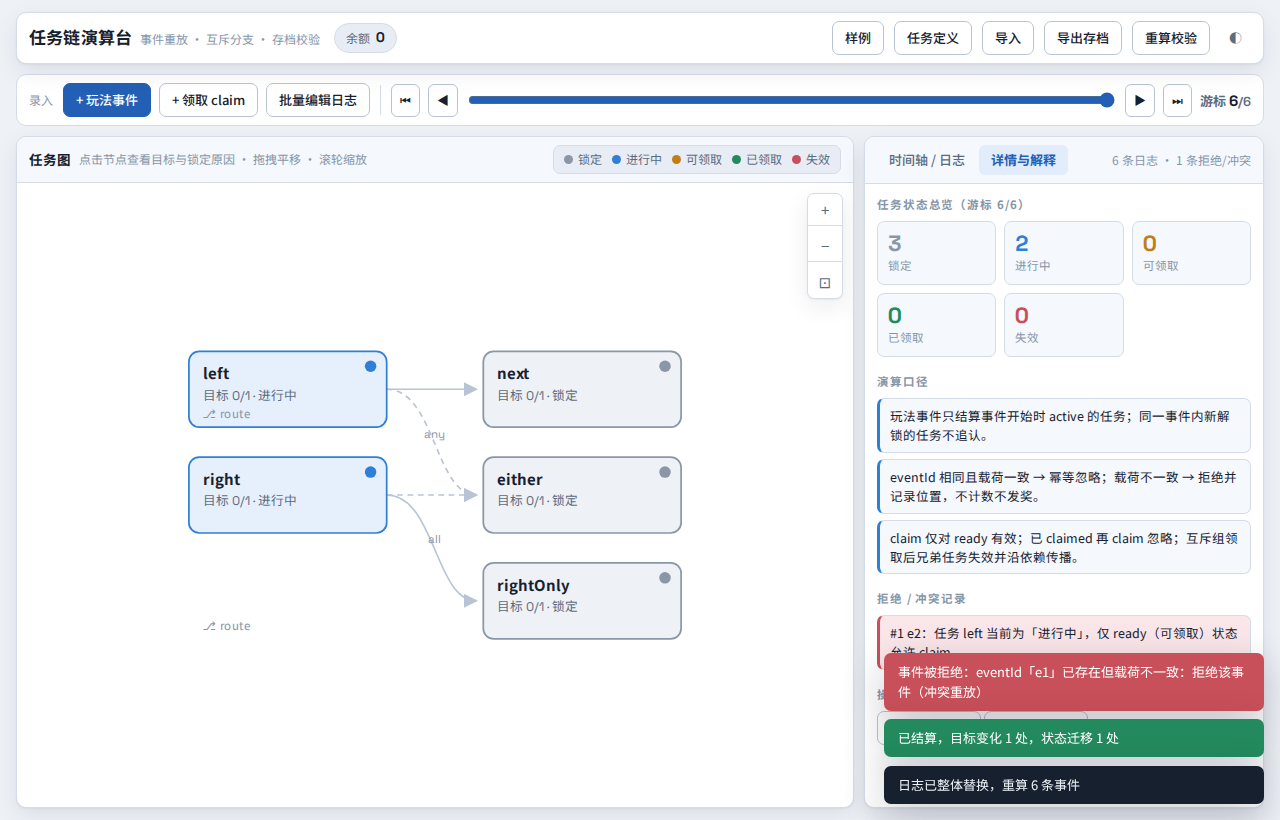 任务链演算台 事件重放 · 互斥分支 · 存档校验 余额 0 样例 任务定义 导入 导出存档 重算校验
录入 + 玩法事件 + 领取 claim 批量编辑日志 游标 6/6
任务图 点击节点查看目标与锁定原因 · 拖拽平移 · 滚轮缩放 锁定 进行中 可领取 已领取 失效
left
目标 0/1 · 进行中
route
next
目标 0/1 · 锁定
any
right
目标 0/1 · 进行中
either
目标 0/1 · 锁定
all
rightOnly
目标 0/1 · 锁定
route
时间轴 / 日志 详情与解释 6 条日志 · 1 条拒绝/冲突
任务状态总览（游标 6/6）
3
锁定
2
进行中
0
可领取
0
已领取
0
失效
演算口径
玩法事件只结算事件开始时 active 的任务；同一事件内新解
锁的任务不追认。
eventId 相同且载荷一致 → 幂等忽略；载荷不一致 → 拒绝并
记录位置，不计数不发奖。
claim 仅对 ready 有效；已 claimed 再 claim 忽略；互斥组领
取后兄弟任务失效并沿依赖传播。
拒绝 / 冲突记录
#1 e2：任务 left 当前为「进行中」，仅 ready（可领取）状态
允许 claim
事件被拒绝：eventId「e1」已存在但载荷不一致：拒绝该事
件（冲突重放）
已结算，目标变化 1 处，状态迁移 1 处
日志已整体替换，重算 6 条事件